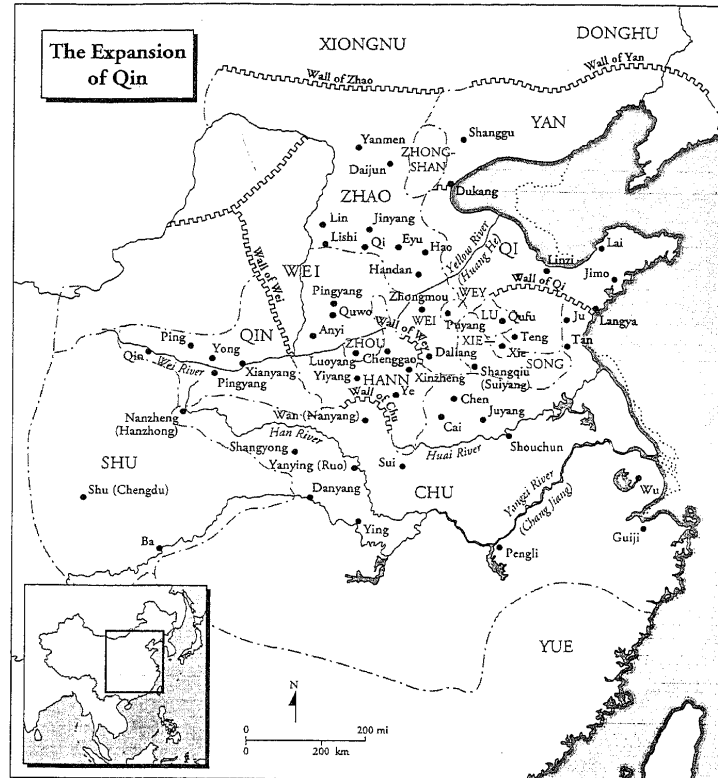 The Expansion
of Qin
XIONGNU
DONGHU
Wall of Zhao
Wall of Yan
YAN
Yanmen
Shanggu
ZHONG-
SHAN
Daijun
Dukang
ZHAO
Lin
Jinyang
Lishi
Qi
Eyu
Hao
Yellow River
(Huang He)
QI
Linzi
Lai
Handan
Wall of Qi
Jimo
WEI
Wall of Wei
Pingyang
Quwo
Zhongmou
WEY
LU
Qufu
Ju
Langya
Anyi
Wall of Wei
WEI
Puyang
Teng
XIE
Xie
Tan
Ping
QIN
ZHOU
Qin
Yong
Wei River
Xianyang
Luoyang
Chenggao
Daliang
SONG
Shangqiu
(Suiyang)
Pingyang
Yiyang
HANN
Xinzheng
Wall of Chu
Ye
Chen
Nanzheng
(Hanzhong)
Wan (Nanyang)
Cai
Juyang
Han River
Shangyong
Huai River
Shouchun
Yanying (Ruo)
Sui
SHU
Shu (Chengdu)
Danyang
CHU
Yangzi River
(Chang Jiang)
Wu
Ying
Guiji
Ba
Pengli
YUE
N
0
200 mi
0
200 km